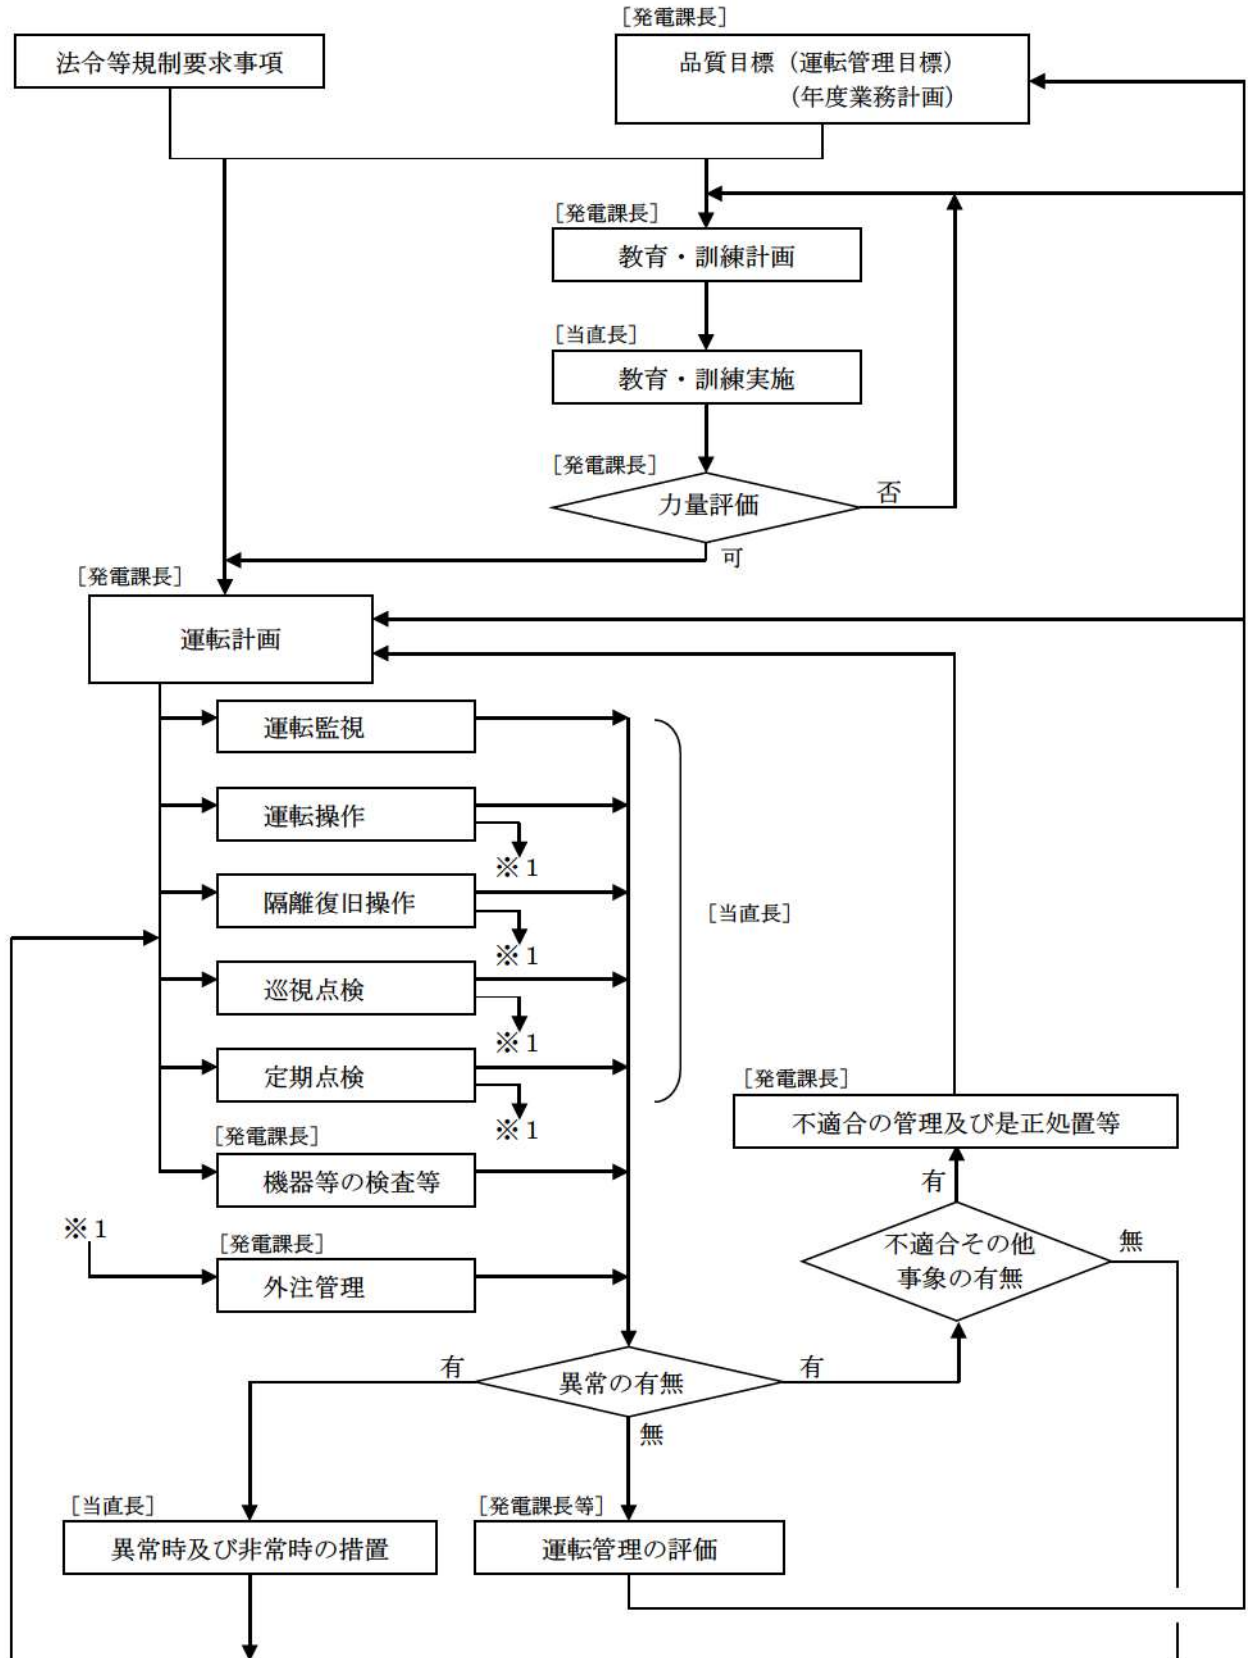 [発電課長]
法令等規制要求事項
品質目標(運転管理目標)
(年度業務計画)
[発電課長]
教育・訓練計画
[当直長]
教育・訓練実施
[発電課長]
力量評価
否
可
[発電課長]
運転計画
運転監視
運転操作
※1
隔離復旧操作
[当直長]
※1
巡視点検
※1
定期点検
[発電課長]
不適合の管理及び是正処置等
※1
[発電課長]
機器等の検査等
有
※1
[発電課長]
外注管理
不適合その他
事象の有無
無
有
異常の有無
有
無
[当直長]
異常時及び非常時の措置
[発電課長等]
運転管理の評価